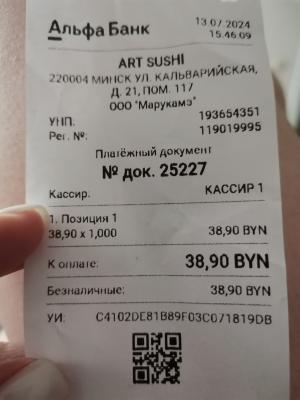 Альфа Банк
13.07.2024
15:46:09
ART SUSHI
220004 МИНСК УЛ. КАЛЬВАРИЙСКАЯ,
Д. 21, ПОМ. 117
ООО "Марукамэ"
УНП. 193654351
Рег. №: 119019995
Платёжный документ
№ док. 25227
Кассир: КАССИР 1
1. Позиция 1
38,90 x 1,000 38,90 BYN
К оплате: 38,90 BYN
Безналичные: 38,90 BYN
УИ: C4102DE81B89F03C071819DB